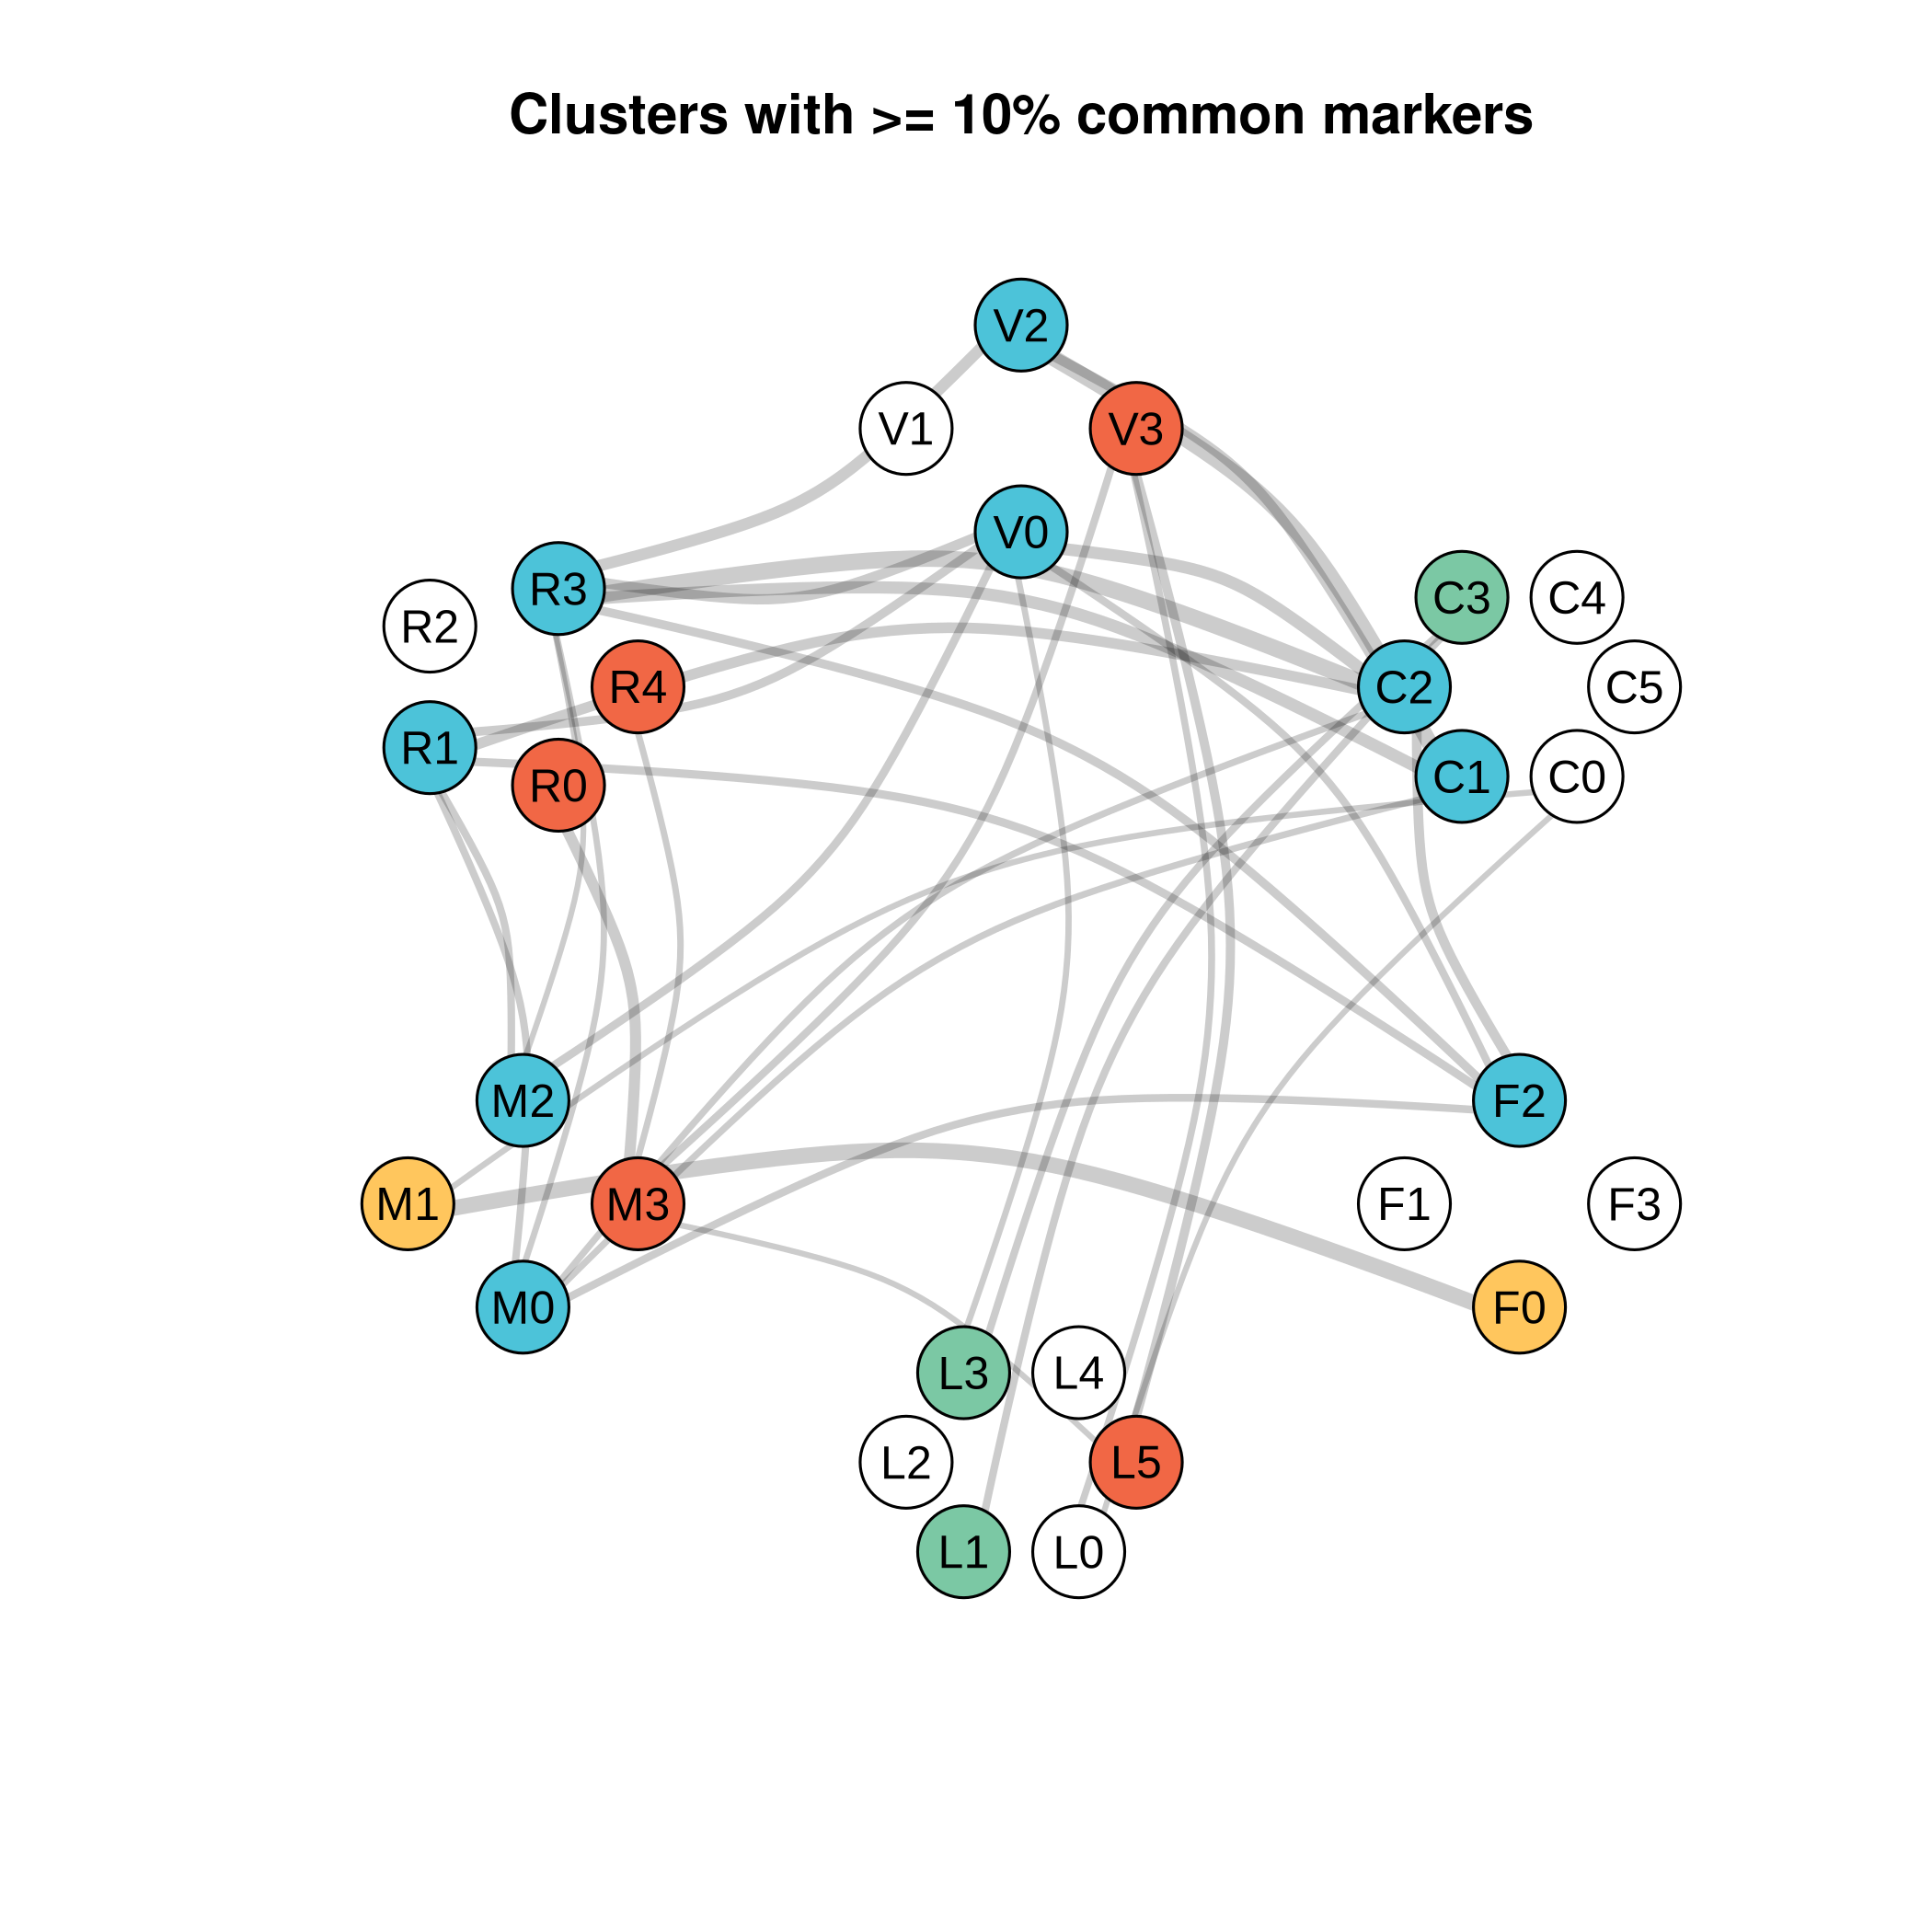 Clusters with >= 10% common markers
V2
V1
V3
V0
R3
R2
R4
R1
R0
C3
C4
C2
C5
C1
C0
M2
M1
M3
M0
F2
F1
F3
F0
L3
L4
L2
L5
L1
L0